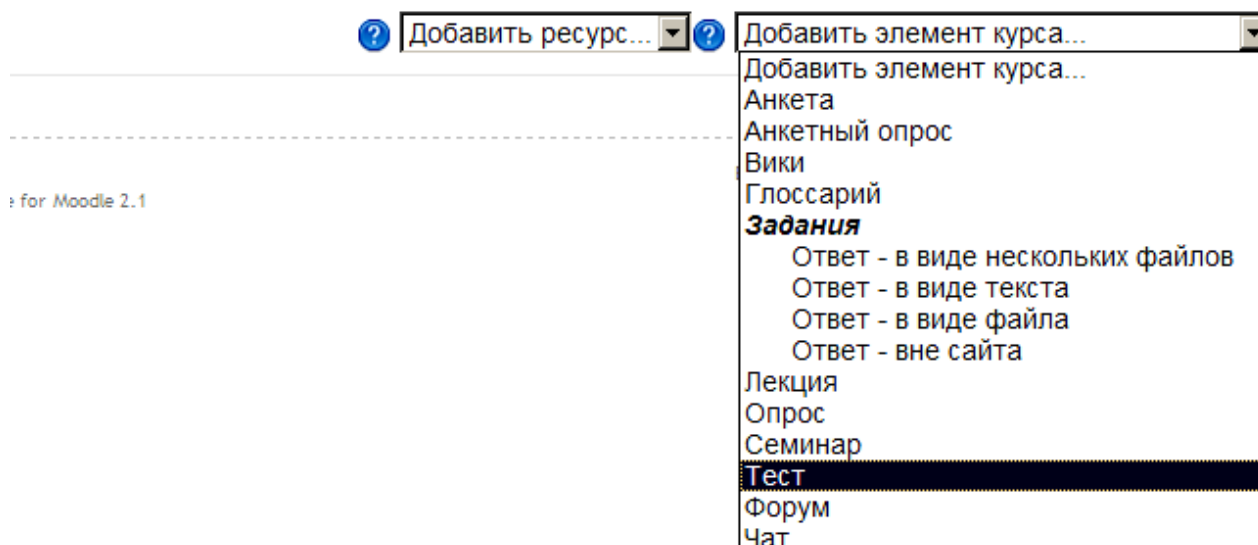 Добавить ресурс... Добавить элемент курса...
Добавить элемент курса...
Анкета
Анкетный опрос
Вики
Глоссарий
Задания
Ответ - в виде нескольких файлов
Ответ - в виде текста
Ответ - в виде файла
Ответ - вне сайта
Лекция
Опрос
Семинар
Тест
Форум
Чат
for Moodle 2.1